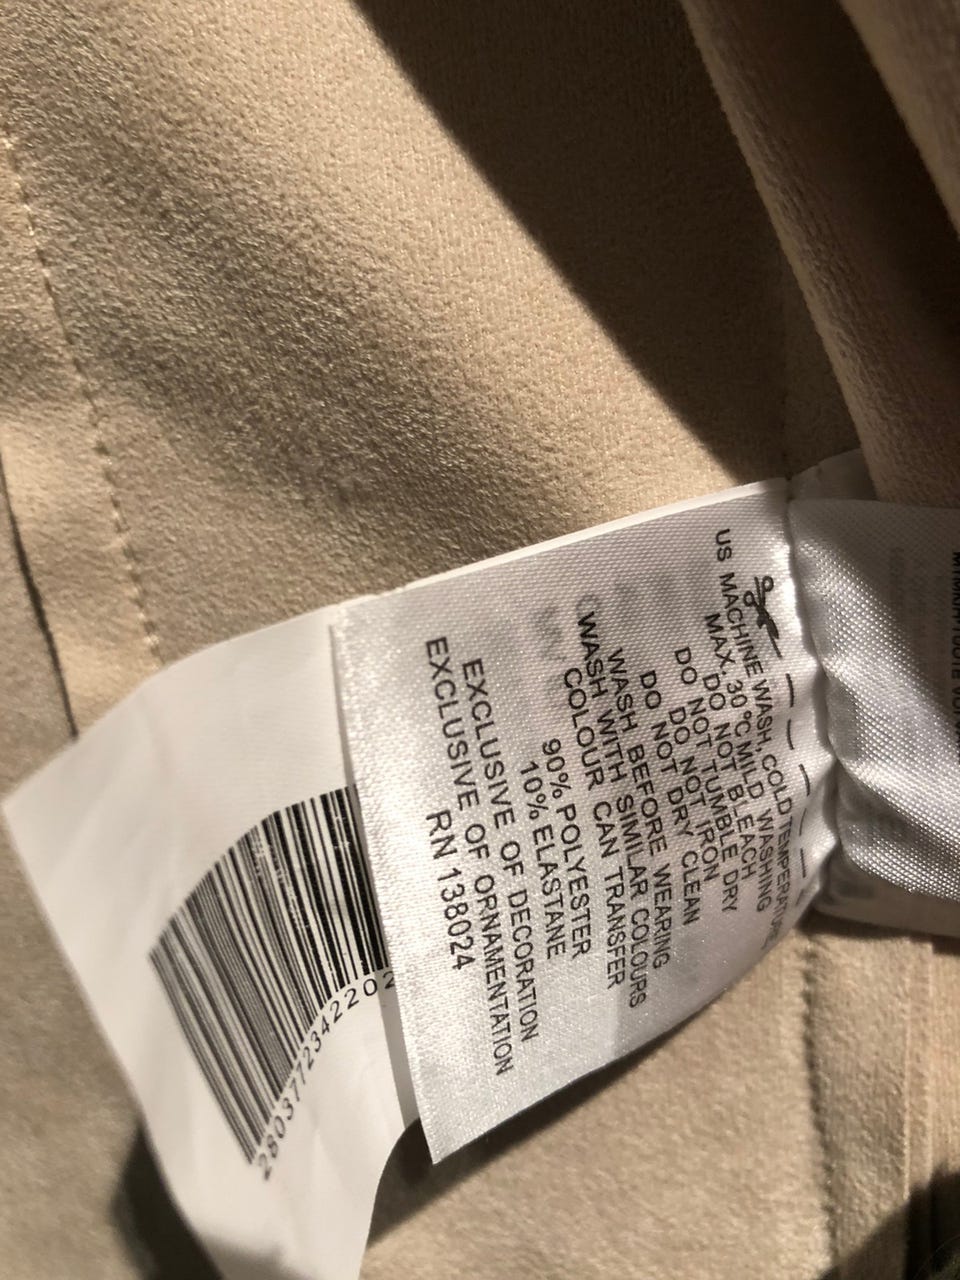 US MACHINE WASH, COLD TEMPERATURE
MAX. 30 °C MILD WASHING
DO NOT BLEACH
DO NOT TUMBLE DRY
DO NOT IRON
DO NOT DRY CLEAN
WASH BEFORE WEARING
WASH WITH SIMILAR COLOURS
COLOUR CAN TRANSFER
90% POLYESTER
10% ELASTANE
EXCLUSIVE OF DECORATION
EXCLUSIVE OF ORNAMENTATION
RN 138024
2803772342202